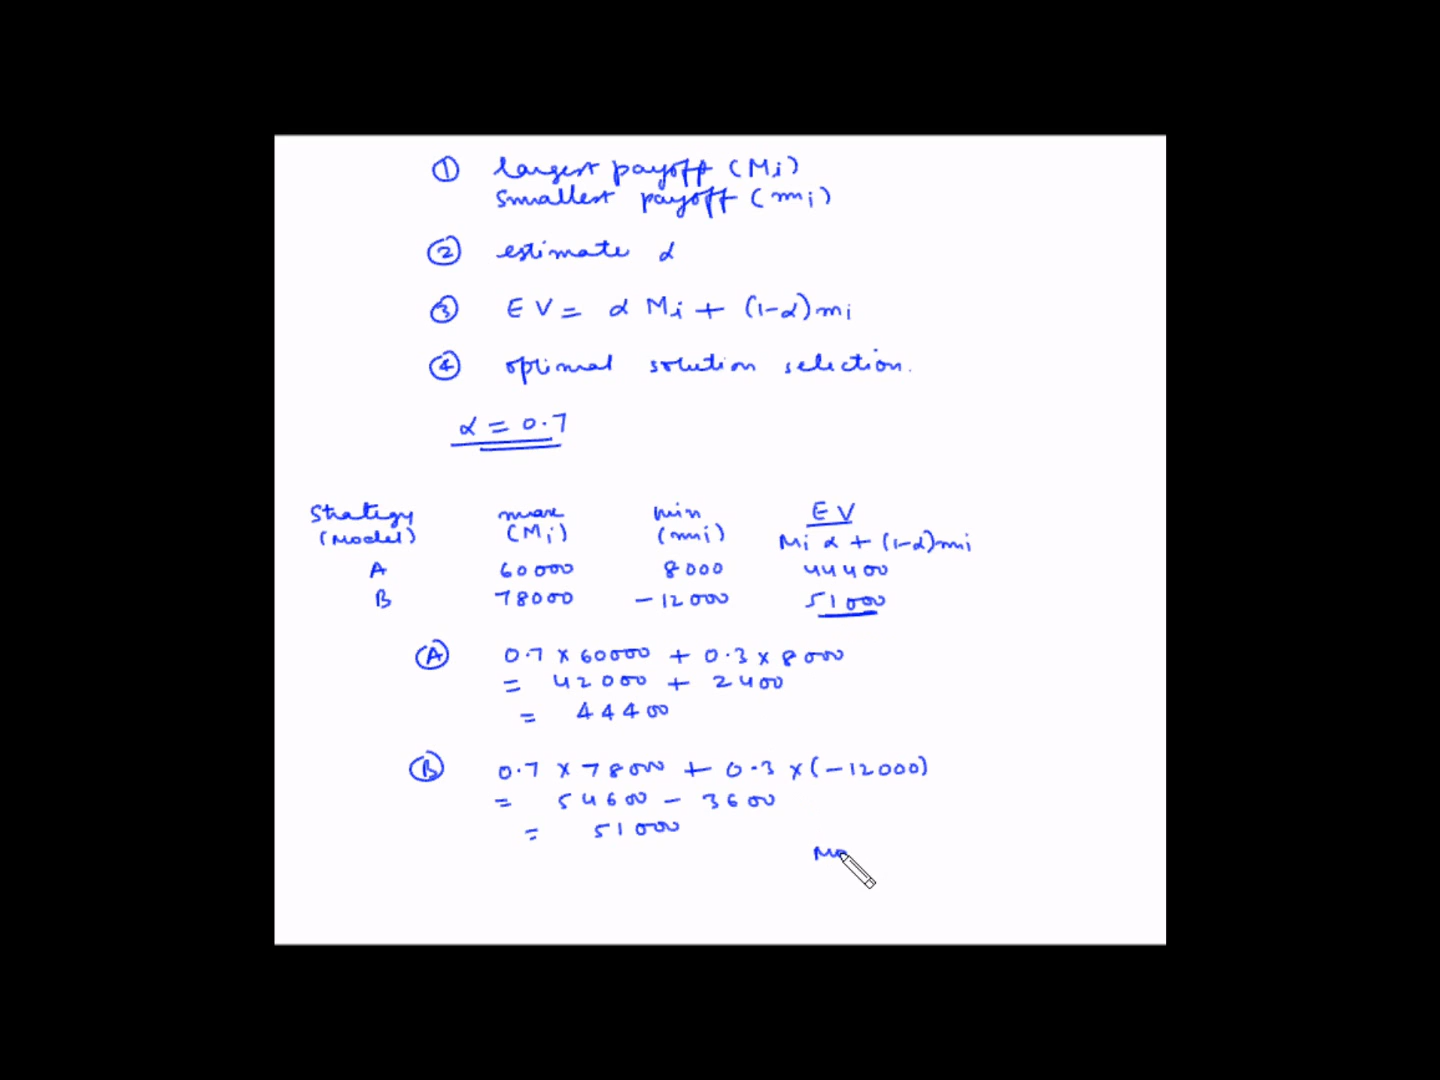 ① largest payoff (Mi)
smallest payoff (mi)
② estimate α
③ EV = α Mi + (1-α)mi
④ optimal solution selection.
α = 0.7
Strategy max min EV
(Model) (Mi) (mi) Mi α + (1-α)mi
A 60000 8000 44400
B 78000 -12000 51000
Ⓐ 0.7 × 60000 + 0.3 × 8000
= 42000 + 2400
= 44400
Ⓑ 0.7 × 78000 + 0.3 × (-12000)
= 54600 - 3600
= 51000